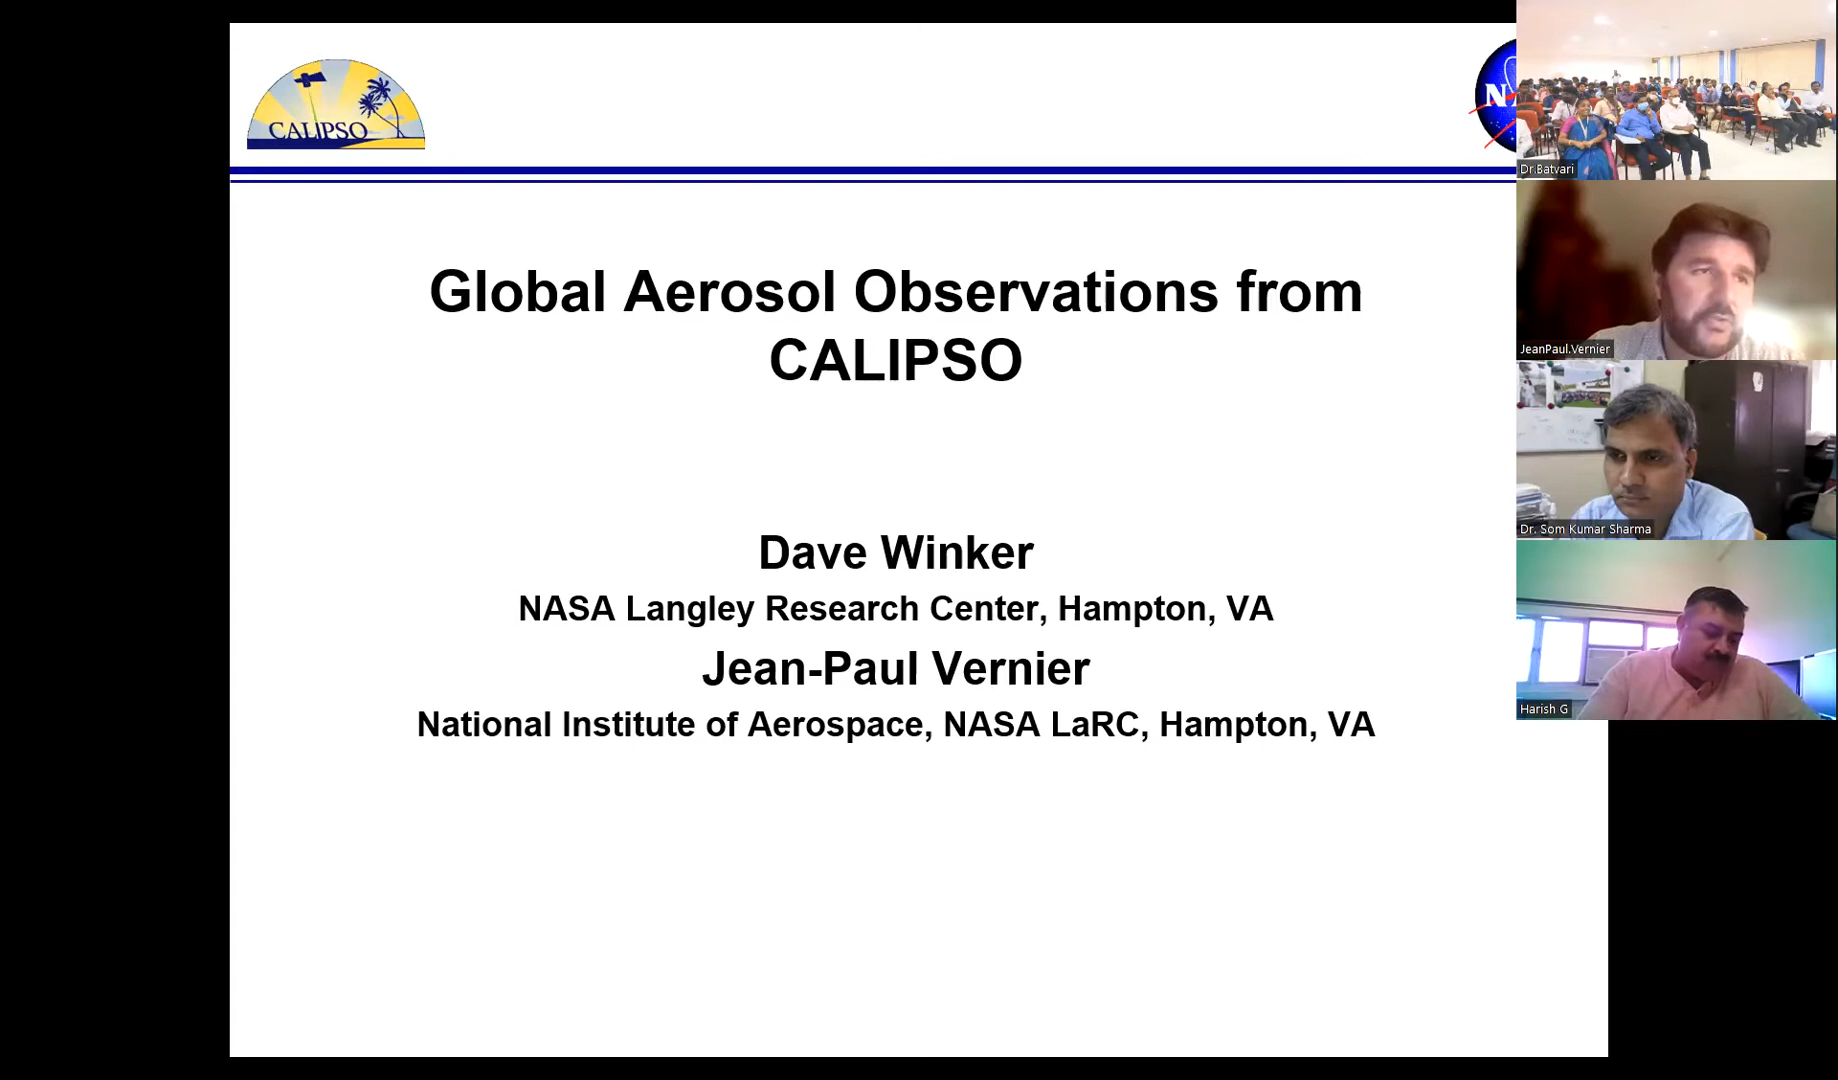 CALIPSO
Global Aerosol Observations from
CALIPSO
Dave Winker
NASA Langley Research Center, Hampton, VA
Jean-Paul Vernier
National Institute of Aerospace, NASA LaRC, Hampton, VA
Dr.Batvari
JeanPaul.Vernier
Dr. Som Kumar Sharma
Harish G